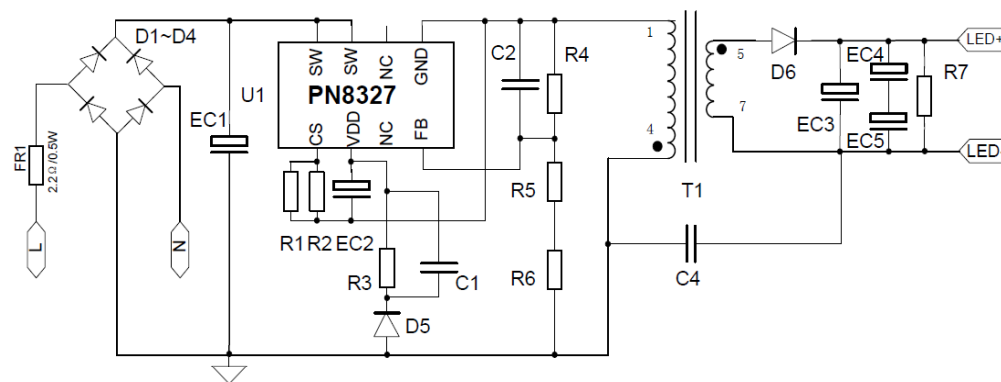 D1~D4
FR1
2.2Ω/0.5W
L
N
EC1
U1
SW
SW
NC
GND
PN8327
CS
VDD
NC
FB
R1
R2
EC2
R3
C1
D5
C2
R4
R5
R6
1
4
5
7
T1
C4
D6
EC3
EC4
EC5
R7
LED+
LED-